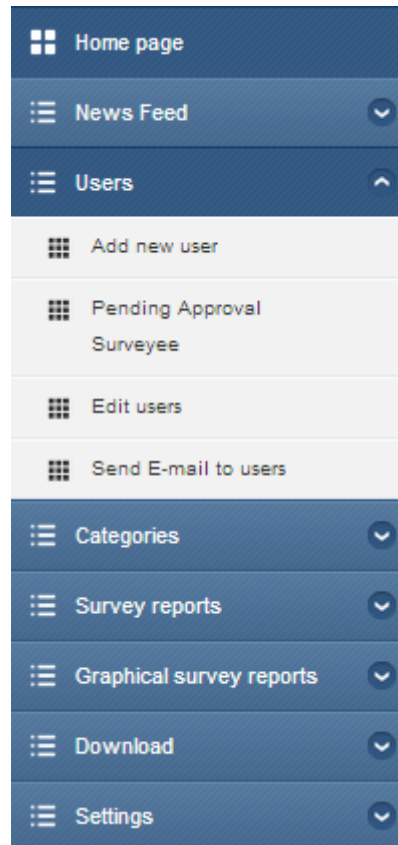 Home page
News Feed
Users
Add new user
Pending Approval
Surveyee
Edit users
Send E-mail to users
Categories
Survey reports
Graphical survey reports
Download
Settings